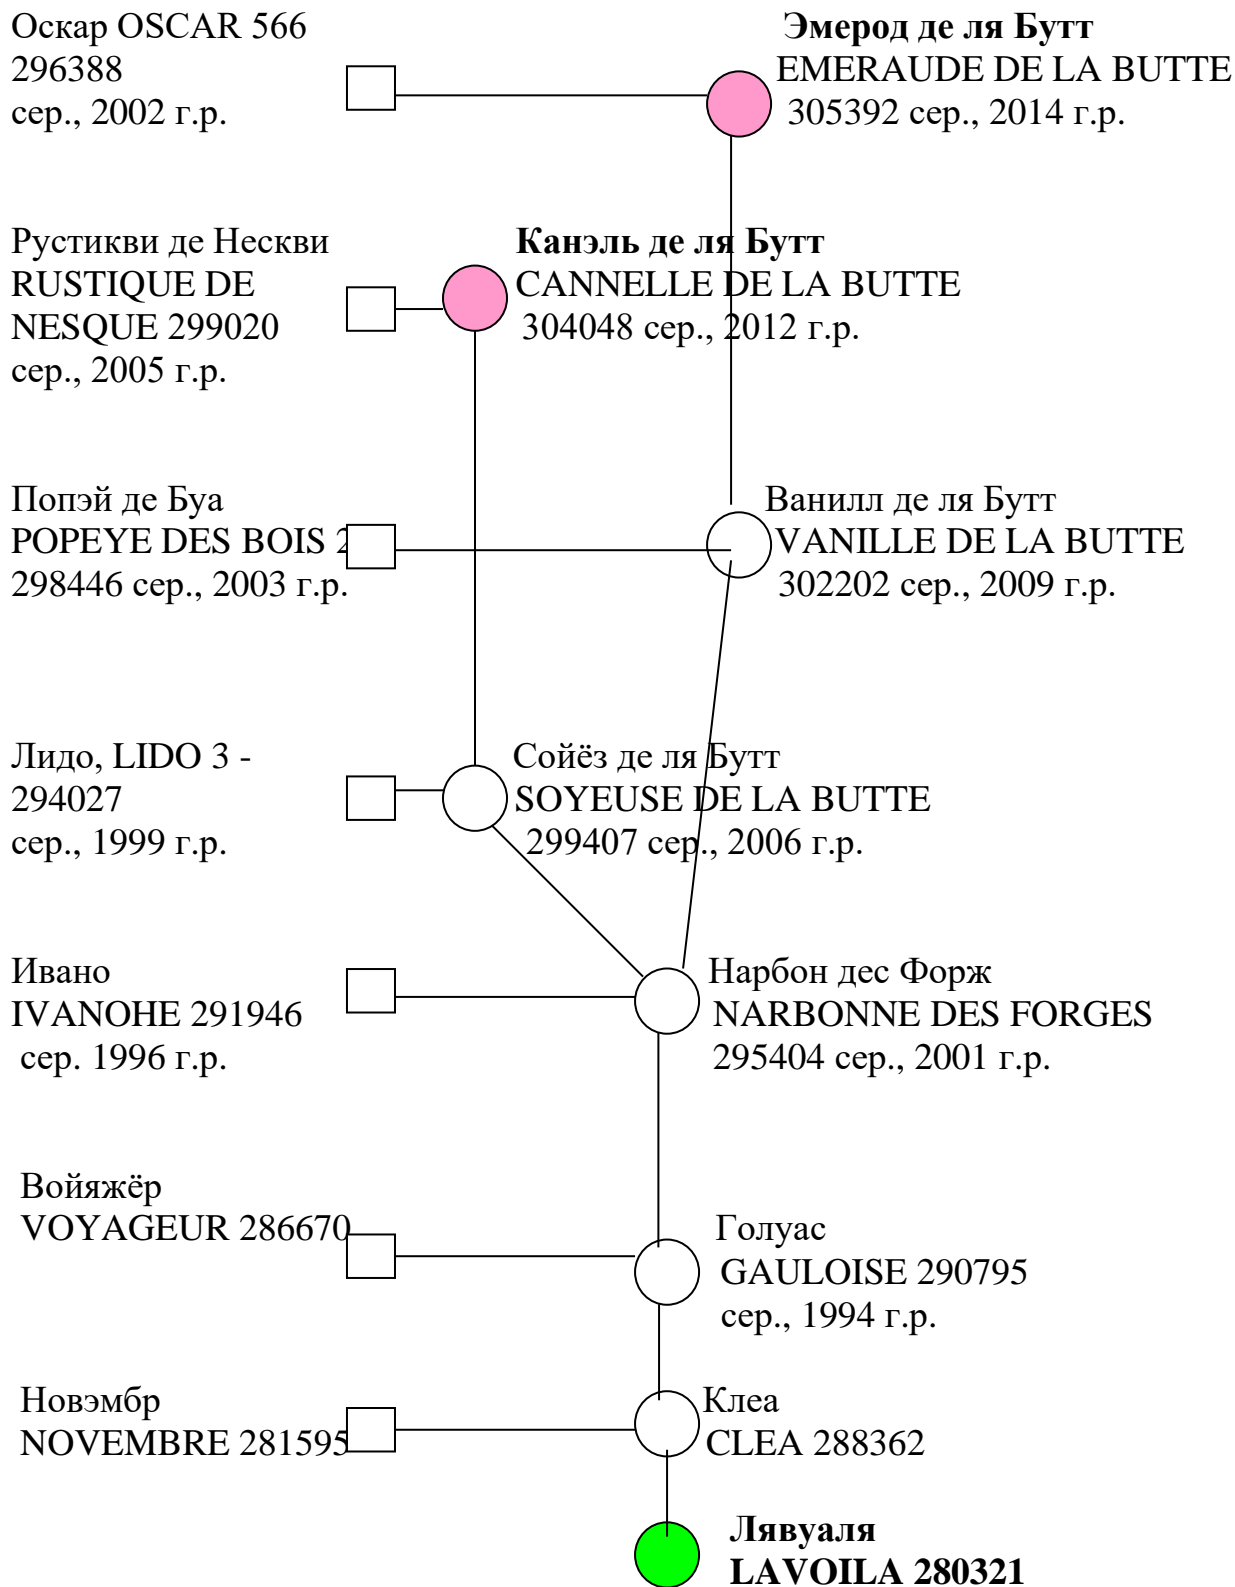 Оскар OSCAR 566
296388
сер., 2002 г.р.
Эмерод де ля Бутт
EMERAUDE DE LA BUTTE
305392 сер., 2014 г.р.
Рустикви де Нескви
RUSTIQUE DE
NESQUE 299020
сер., 2005 г.р.
Канэль де ля Бутт
CANNELLE DE LA BUTTE
304048 сер., 2012 г.р.
Попэй де Буа
POPEYE DES BOIS 2
298446 сер., 2003 г.р.
Ванилл де ля Бутт
VANILLE DE LA BUTTE
302202 сер., 2009 г.р.
Лидо, LIDO 3 -
294027
сер., 1999 г.р.
Сойёз де ля Бутт
SOYEUSE DE LA BUTTE
299407 сер., 2006 г.р.
Ивано
IVANOHE 291946
сер. 1996 г.р.
Нарбон дес Форж
NARBONNE DES FORGES
295404 сер., 2001 г.р.
Войяжёр
VOYAGEUR 286670
Голуас
GAULOISE 290795
сер., 1994 г.р.
Новэмбр
NOVEMBRE 281595
Клеа
CLEA 288362
Лявуаля
LAVOILA 280321